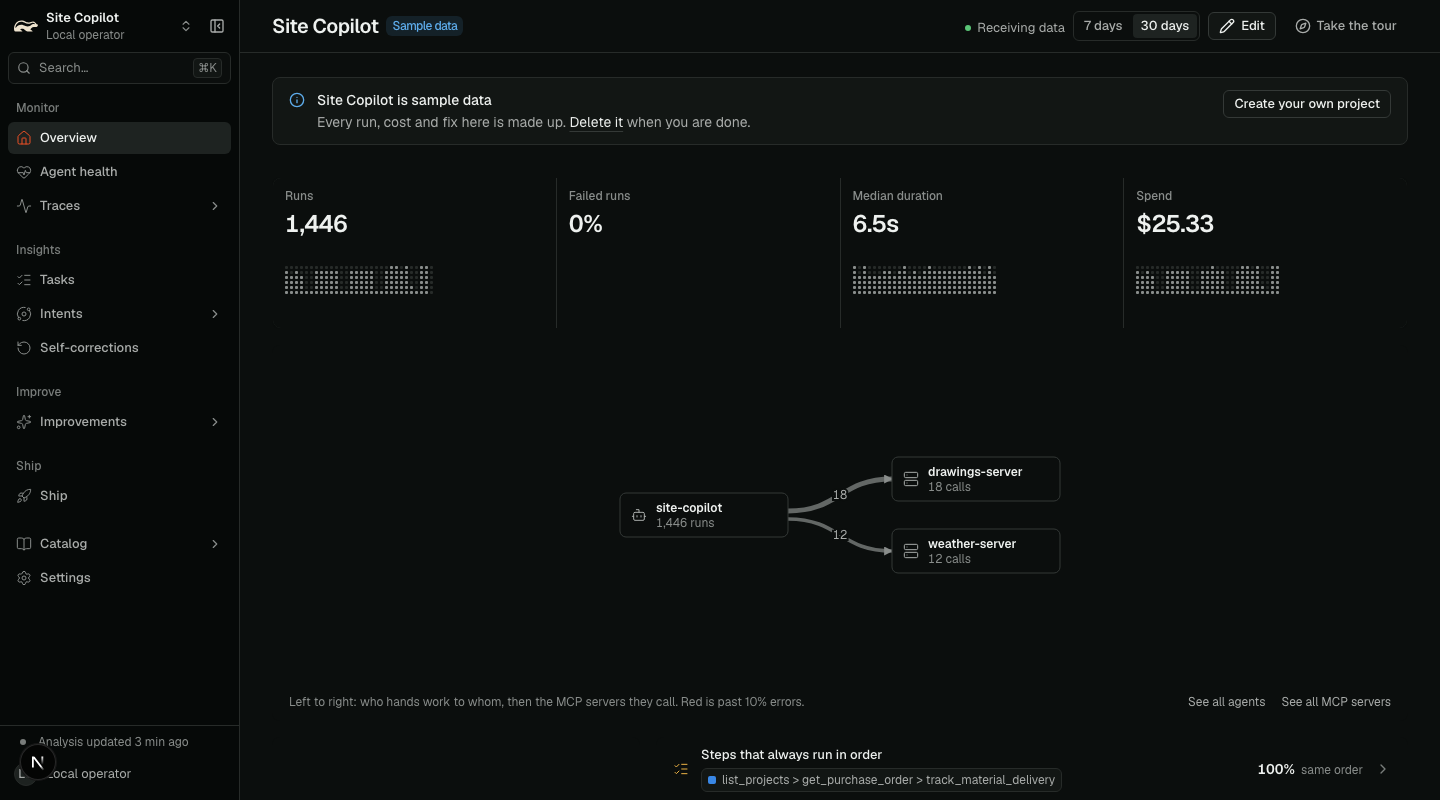 Site Copilot
Local operator
Search...
⌘K
Monitor
Overview
Agent health
Traces
Insights
Tasks
Intents
Self-corrections
Improve
Improvements
Ship
Ship
Catalog
Settings
Analysis updated 3 min ago
N
Local operator
Site Copilot
Sample data
Receiving data
7 days
30 days
Edit
Take the tour
Site Copilot is sample data
Every run, cost and fix here is made up. Delete it when you are done.
Create your own project
Runs
1,446
Failed runs
0%
Median duration
6.5s
Spend
$25.33
site-copilot
1,446 runs
18
12
drawings-server
18 calls
weather-server
12 calls
Left to right: who hands work to whom, then the MCP servers they call. Red is past 10% errors.
See all agents
See all MCP servers
Steps that always run in order
list_projects > get_purchase_order > track_material_delivery
100% same order